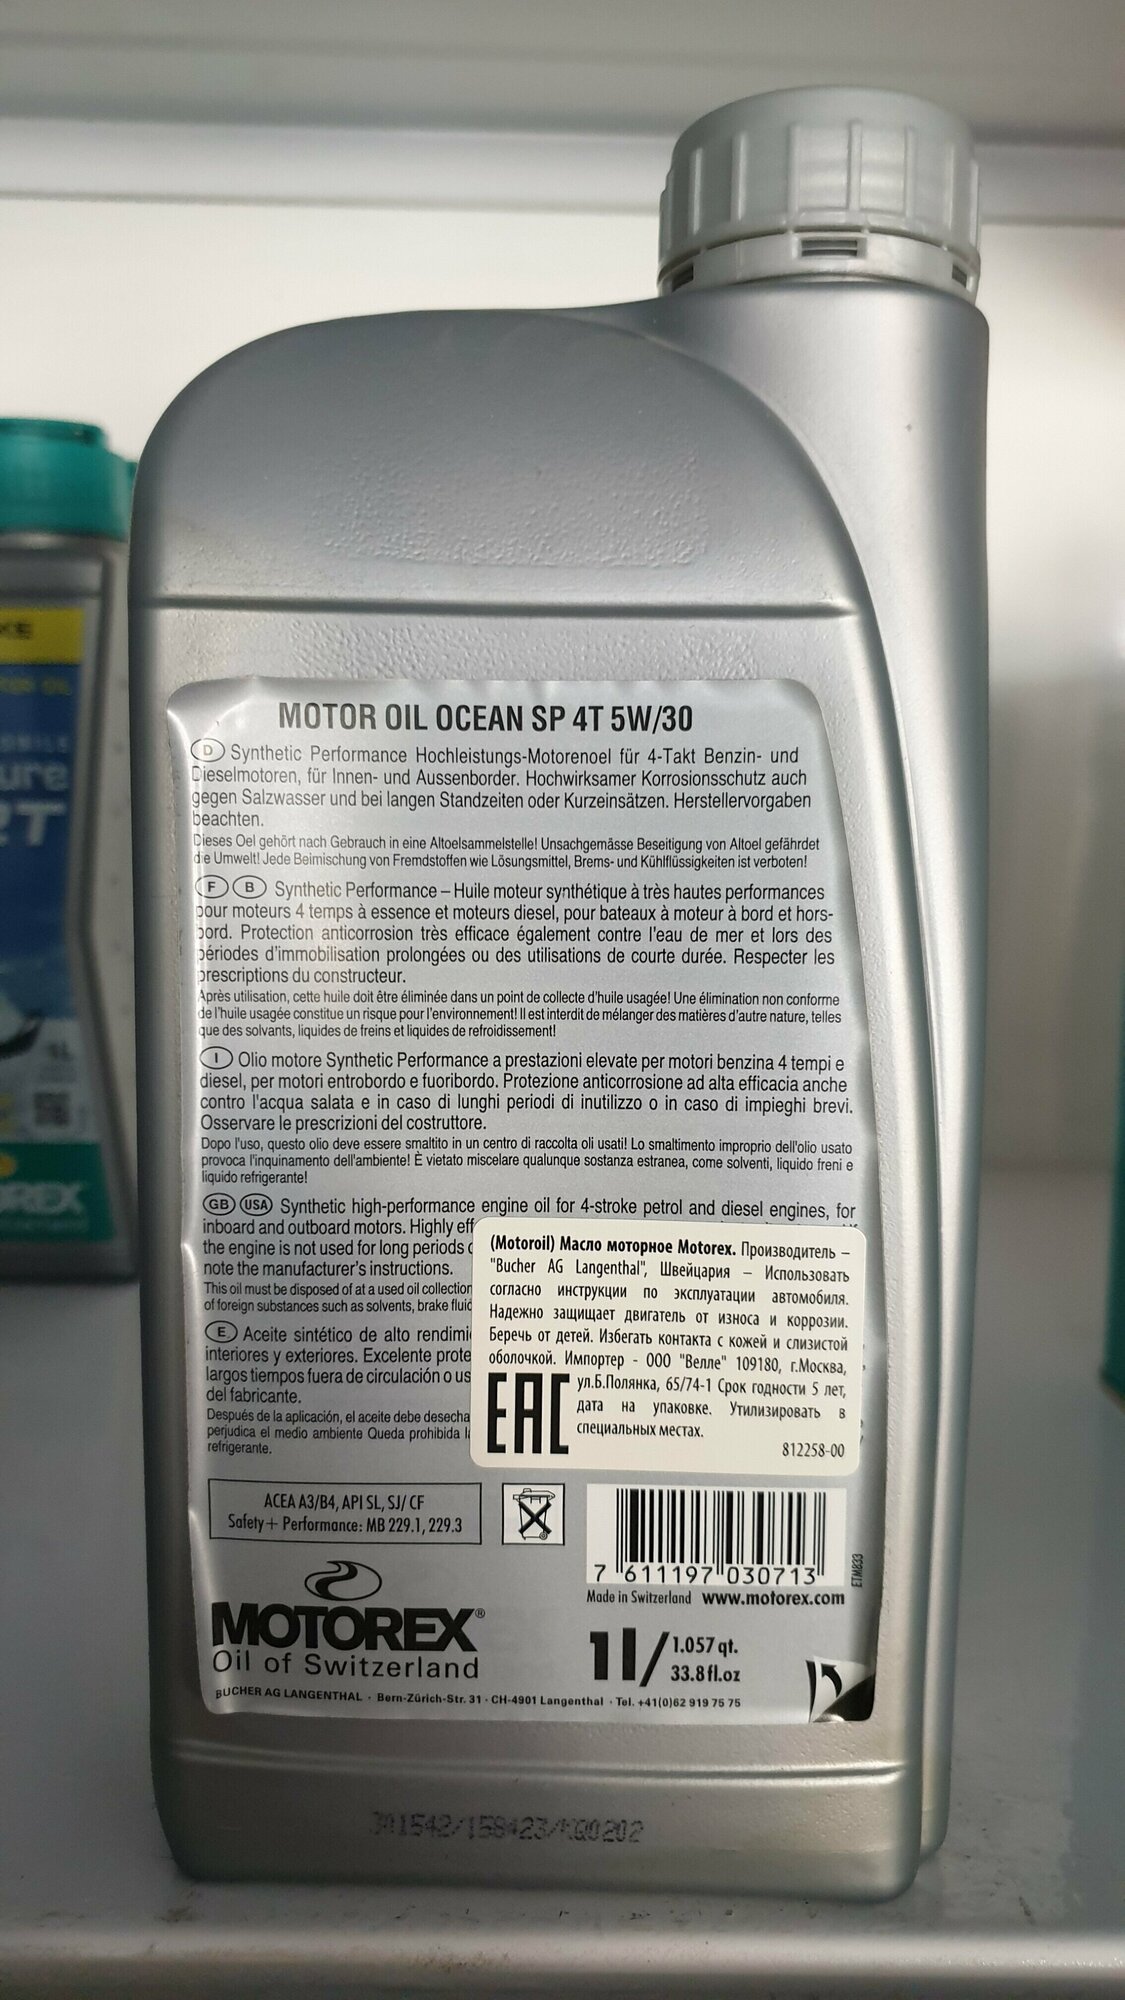 MOTOR OIL OCEAN SP 4T 5W/30
D Synthetic Performance Hochleistungs-Motorenoel für 4-Takt Benzin- und
Dieselmotoren, für Innen- und Aussenborder. Hochwirksamer Korrosionsschutz auch
gegen Salzwasser und bei langen Standzeiten oder Kurzeinsätzen. Herstellervorgaben
beachten.
Dieses Oel gehört nach Gebrauch in eine Altoelsammelstelle! Unsachgemässe Beseitigung von Altoel gefährdet
die Umwelt! Jede Beimischung von Fremdstoffen wie Lösungsmittel, Brems- und Kühlflüssigkeiten ist verboten!
F B Synthetic Performance – Huile moteur synthétique à très hautes performances
pour moteurs 4 temps à essence et moteurs diesel, pour bateaux à moteur à bord et hors-
bord. Protection anticorrosion très efficace également contre l'eau de mer et lors des
périodes d'immobilisation prolongées ou des utilisations de courte durée. Respecter les
prescriptions du constructeur.
Après utilisation, cette huile doit être éliminée dans un point de collecte d'huile usagée! Une élimination non conforme
de l'huile usagée constitue un risque pour l'environnement! Il est interdit de mélanger des matières d'autre nature, telles
que des solvants, liquides de freins et liquides de refroidissement!
I Olio motore Synthetic Performance a prestazioni elevate per motori benzina 4 tempi e
diesel, per motori entrobordo e fuoribordo. Protezione anticorrosione ad alta efficacia anche
contro l'acqua salata e in caso di lunghi periodi di inutilizzo o in caso di impieghi brevi.
Osservare le prescrizioni del costruttore.
Dopo l'uso, questo olio deve essere smaltito in un centro di raccolta oli usati! Lo smaltimento improprio dell'olio usato
provoca l'inquinamento dell'ambiente! È vietato miscelare qualunque sostanza estranea, come solventi, liquido freni e
liquido refrigerante!
GB USA Synthetic high-performance engine oil for 4-stroke petrol and diesel engines, for
inboard and outboard motors. Highly eff
the engine is not used for long periods
note the manufacturer's instructions.
This oil must be disposed of at a used oil collection
of foreign substances such as solvents, brake fluid
E Aceite sintético de alto rendimi
interiores y exteriores. Excelente prote
largos tiempos fuera de circulación o us
del fabricante.
Después de la aplicación, el aceite debe desecha
perjudica el medio ambiente Queda prohibida l
refrigerante.
(Motoroil) Масло моторное Motorex. Производитель –
"Bucher AG Langenthal", Швейцария – Использовать
согласно инструкции по эксплуатации автомобиля.
Надежно защищает двигатель от износа и коррозии.
Беречь от детей. Избегать контакта с кожей и слизистой
оболочкой. Импортер - ООО "Велле" 109180, г.Москва,
ул.Б.Полянка, 65/74-1 Срок годности 5 лет,
дата на упаковке. Утилизировать в
специальных местах.
EAC
812258-00
ACEA A3/B4, API SL, SJ/ CF
Safety+ Performance: MB 229.1, 229.3
7 611197 030713
ETM833
Made in Switzerland www.motorex.com
MOTOREX®
Oil of Switzerland
1l/ 1.057 qt.
33.8 fl.oz
BUCHER AG LANGENTHAL · Bern-Zürich-Str. 31 · CH-4901 Langenthal · Tel. +41(0)62 919 75 75